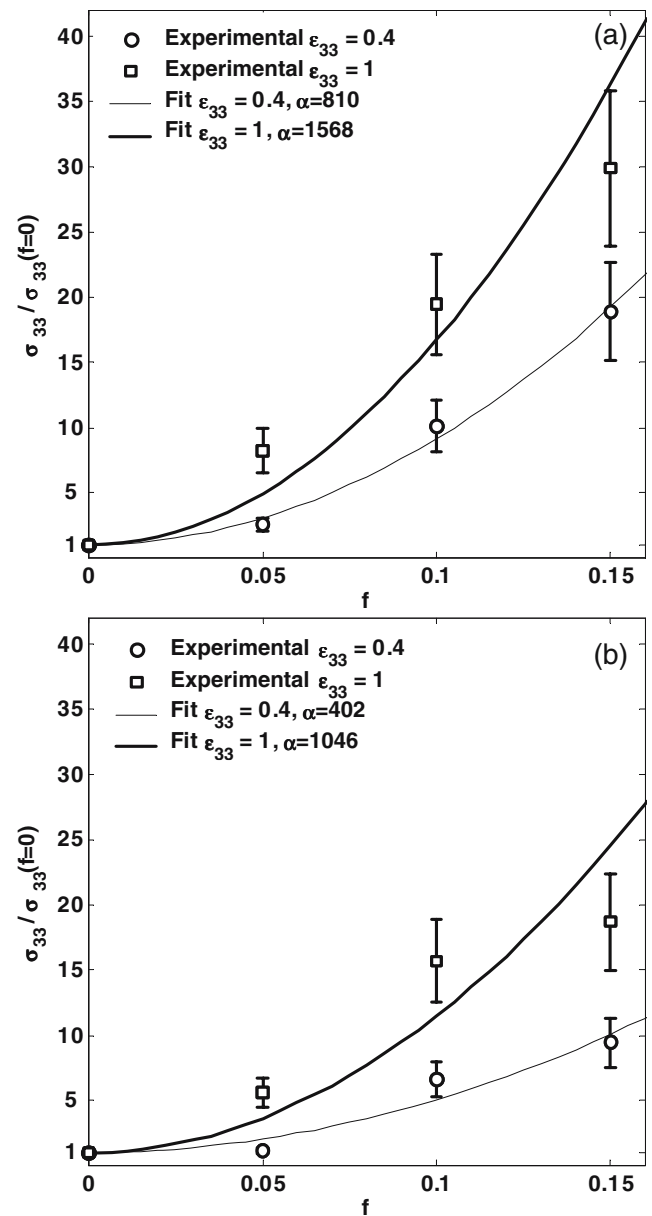 (a)
Experimental ε33 = 0.4
Experimental ε33 = 1
Fit ε33 = 0.4, α=810
Fit ε33 = 1, α=1568
40
35
30
25
20
15
10
5
1
σ33 / σ33(f=0)
0
0.05
0.1
0.15
f
(b)
Experimental ε33 = 0.4
Experimental ε33 = 1
Fit ε33 = 0.4, α=402
Fit ε33 = 1, α=1046
40
35
30
25
20
15
10
5
1
σ33 / σ33(f=0)
0
0.05
0.1
0.15
f